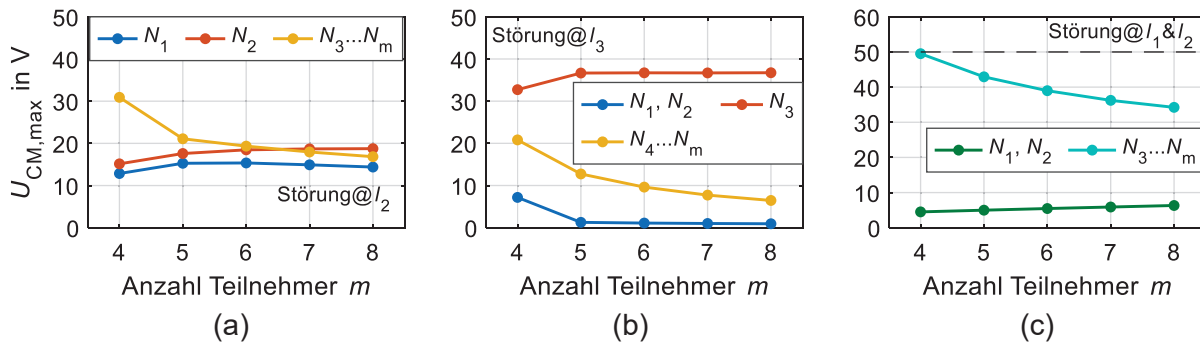 U_CM,max in V
50
40
30
20
10
0
N_1 N_2 N_3...N_m
Störung@l_2
4 5 6 7 8
Anzahl Teilnehmer m
(a)
50
40
30
20
10
0
Störung@l_3
N_1, N_2 N_3
N_4...N_m
4 5 6 7 8
Anzahl Teilnehmer m
(b)
60
50
40
30
20
10
0
Störung@l_1&l_2
N_1, N_2 N_3...N_m
4 5 6 7 8
Anzahl Teilnehmer m
(c)